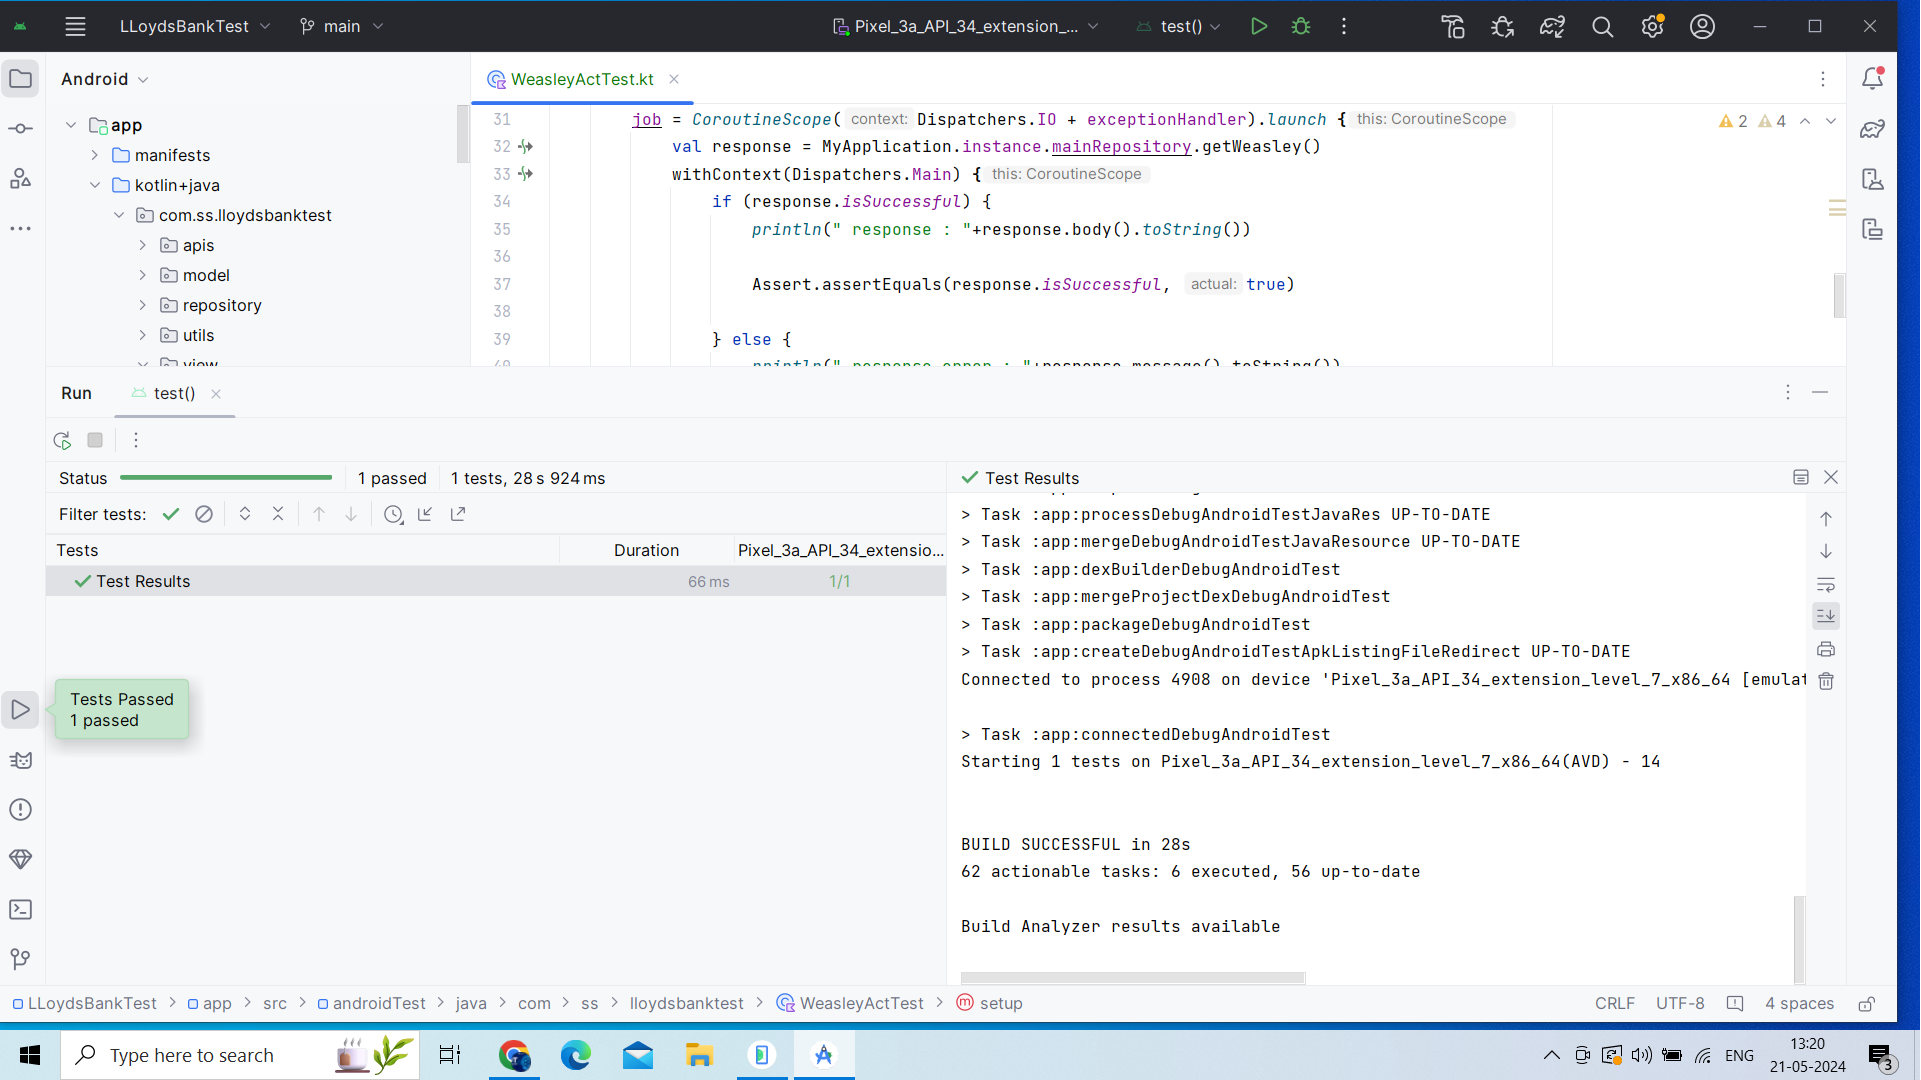 LLoydsBankTest
main
Pixel_3a_API_34_extension_...
test()
Android
app
manifests
kotlin+java
com.ss.lloydsbanktest
apis
model
repository
utils
view
WeasleyActTest.kt
2 4
31 job = CoroutineScope( context: Dispatchers.IO + exceptionHandler).launch { this: CoroutineScope
32 val response = MyApplication.instance.mainRepository.getWeasley()
33 withContext(Dispatchers.Main) { this: CoroutineScope
34 if (response.isSuccessful) {
35 println(" response : "+response.body().toString())
36
37 Assert.assertEquals(response.isSuccessful, actual: true)
38
39 } else {
40 println(" response error : "+response.message().toString())
Run
test()
Status
1 passed
1 tests, 28 s 924 ms
Filter tests:
Tests Duration Pixel_3a_API_34_extensio...
Test Results 66 ms 1/1
Tests Passed
1 passed
Test Results
> Task :app:processDebugAndroidTestJavaRes UP-TO-DATE
> Task :app:mergeDebugAndroidTestJavaResource UP-TO-DATE
> Task :app:dexBuilderDebugAndroidTest
> Task :app:mergeProjectDexDebugAndroidTest
> Task :app:packageDebugAndroidTest
> Task :app:createDebugAndroidTestApkListingFileRedirect UP-TO-DATE
Connected to process 4908 on device 'Pixel_3a_API_34_extension_level_7_x86_64 [emulat
> Task :app:connectedDebugAndroidTest
Starting 1 tests on Pixel_3a_API_34_extension_level_7_x86_64(AVD) - 14
BUILD SUCCESSFUL in 28s
62 actionable tasks: 6 executed, 56 up-to-date
Build Analyzer results available
LLoydsBankTest > app > src > androidTest > java > com > ss > lloydsbanktest > WeasleyActTest > setup
CRLF UTF-8 4 spaces
Type here to search
ENG
13:20
21-05-2024
3